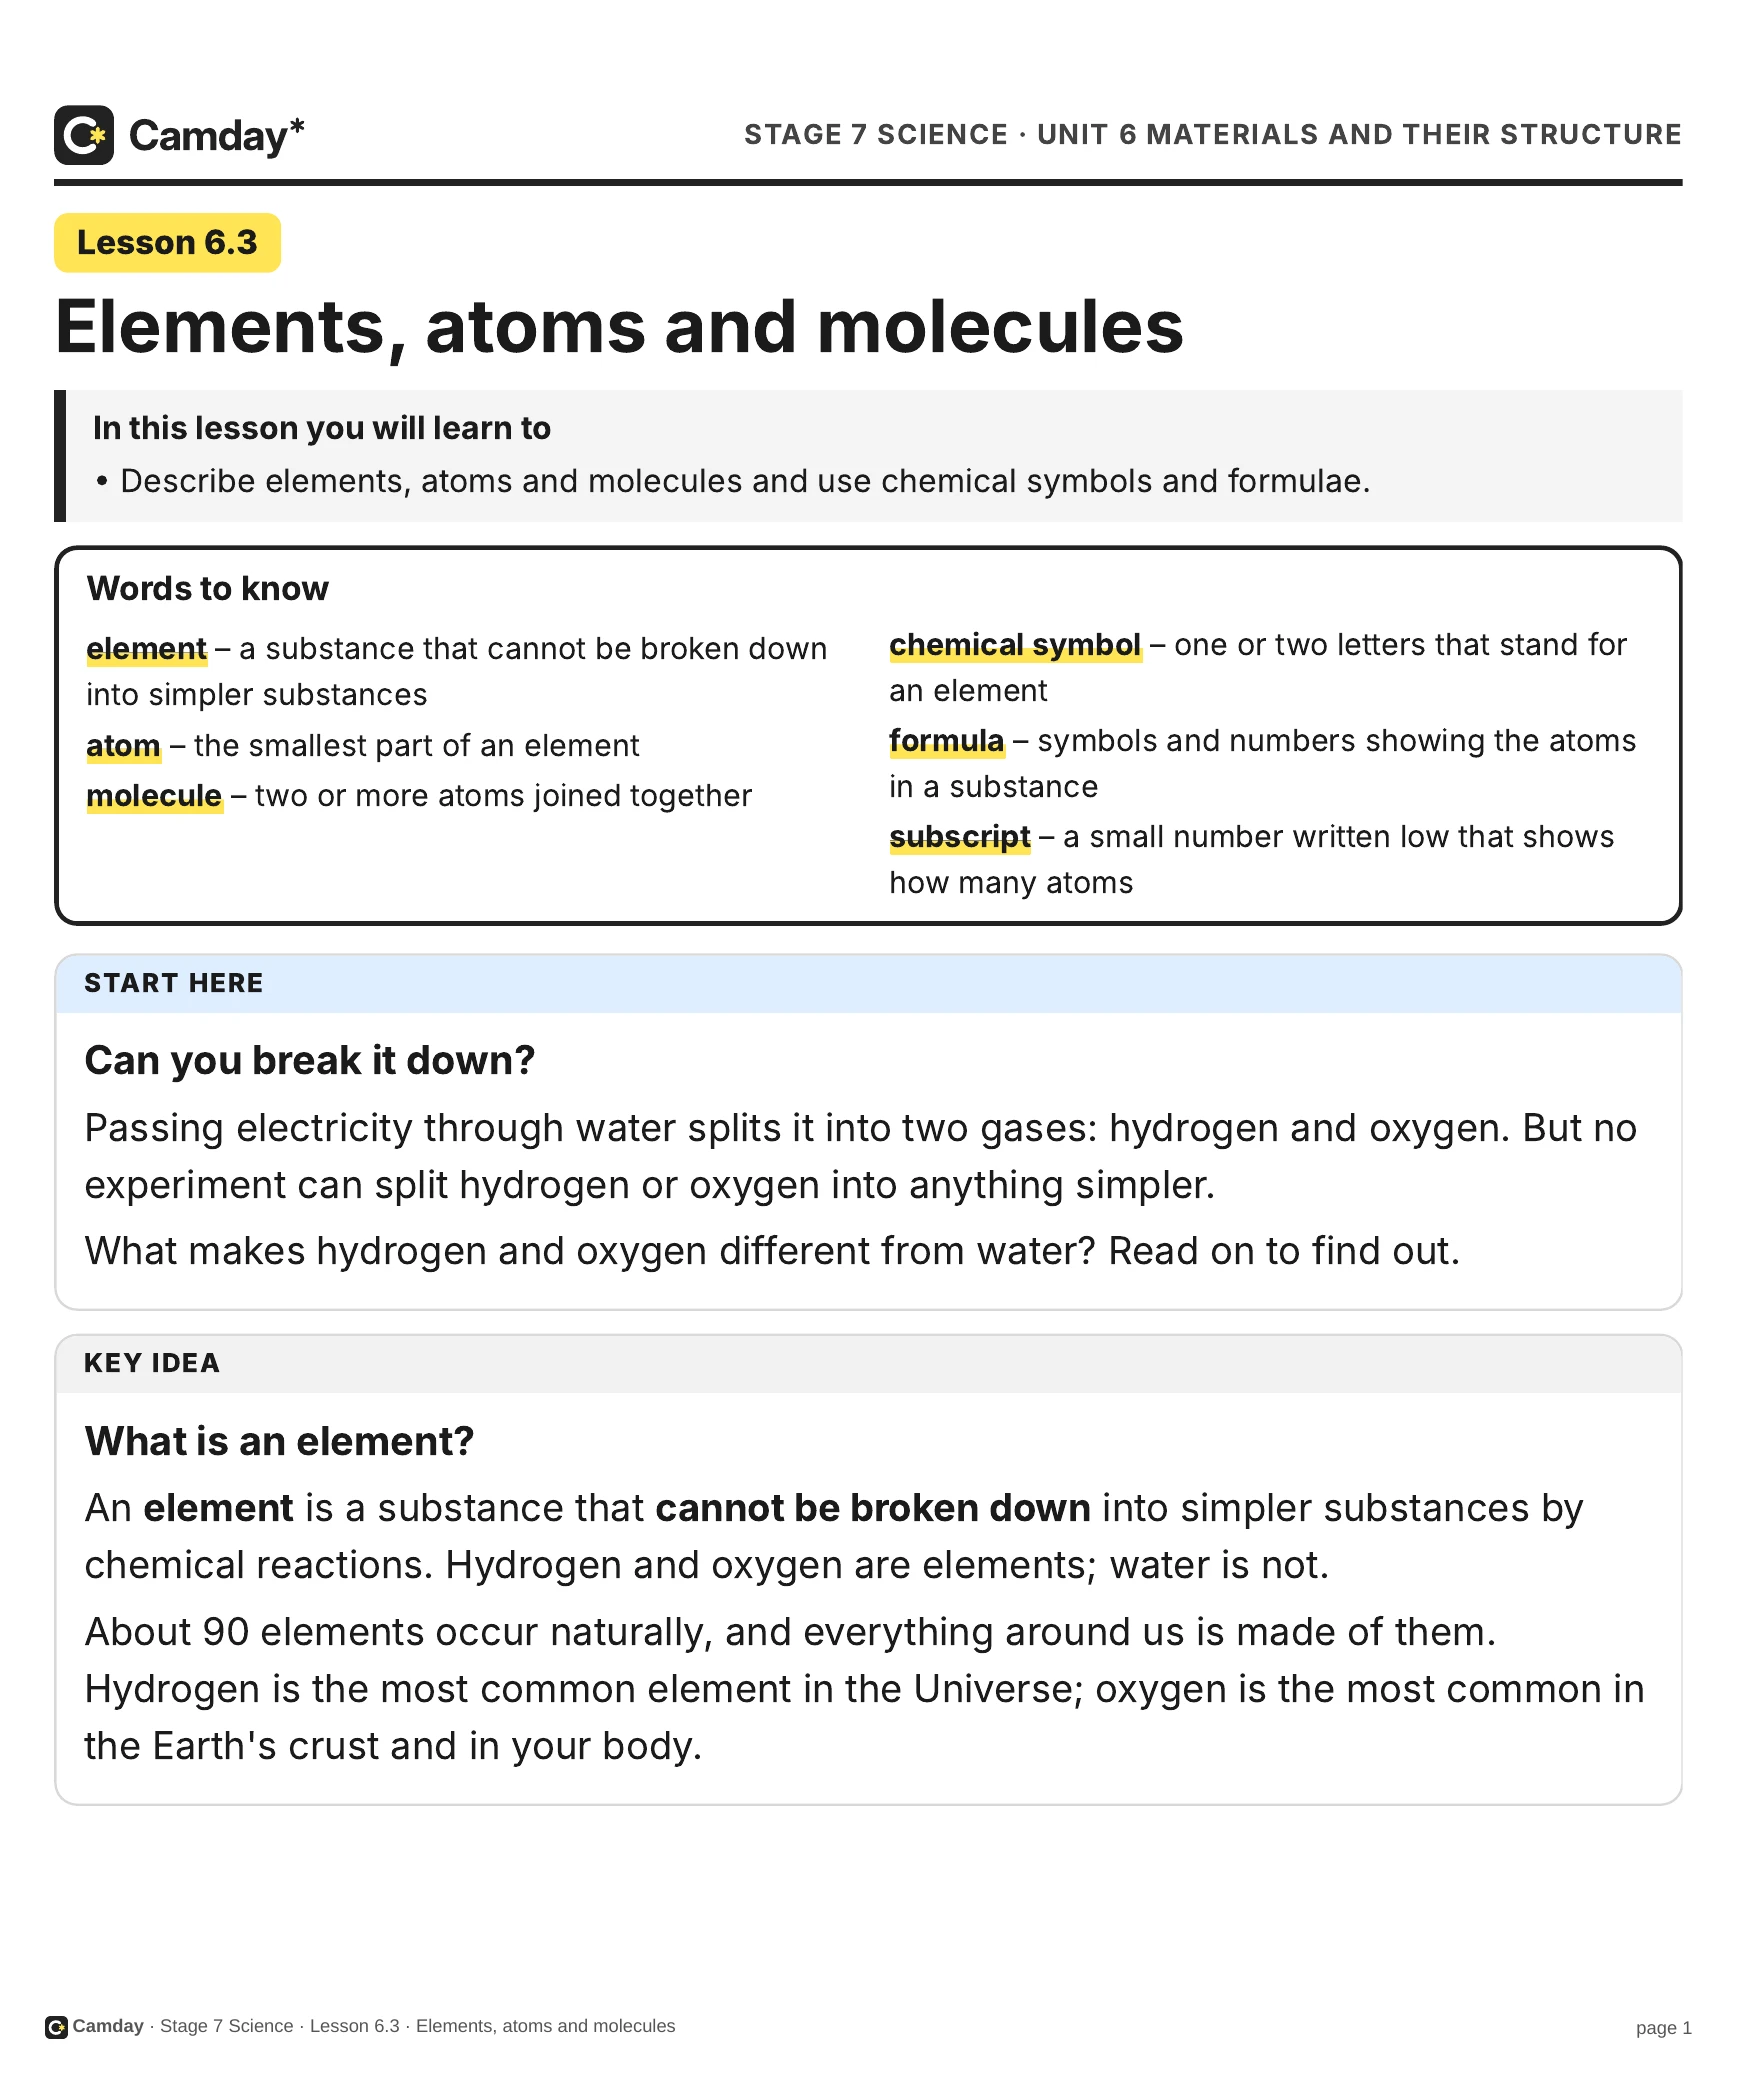 Camday*
STAGE 7 SCIENCE · UNIT 6 MATERIALS AND THEIR STRUCTURE
Lesson 6.3
Elements, atoms and molecules
In this lesson you will learn to
• Describe elements, atoms and molecules and use chemical symbols and formulae.
Words to know
element – a substance that cannot be broken down
into simpler substances
atom – the smallest part of an element
molecule – two or more atoms joined together
chemical symbol – one or two letters that stand for
an element
formula – symbols and numbers showing the atoms
in a substance
subscript – a small number written low that shows
how many atoms
START HERE
Can you break it down?
Passing electricity through water splits it into two gases: hydrogen and oxygen. But no
experiment can split hydrogen or oxygen into anything simpler.
What makes hydrogen and oxygen different from water? Read on to find out.
KEY IDEA
What is an element?
An element is a substance that cannot be broken down into simpler substances by
chemical reactions. Hydrogen and oxygen are elements; water is not.
About 90 elements occur naturally, and everything around us is made of them.
Hydrogen is the most common element in the Universe; oxygen is the most common in
the Earth's crust and in your body.
Camday · Stage 7 Science · Lesson 6.3 · Elements, atoms and molecules
page 1